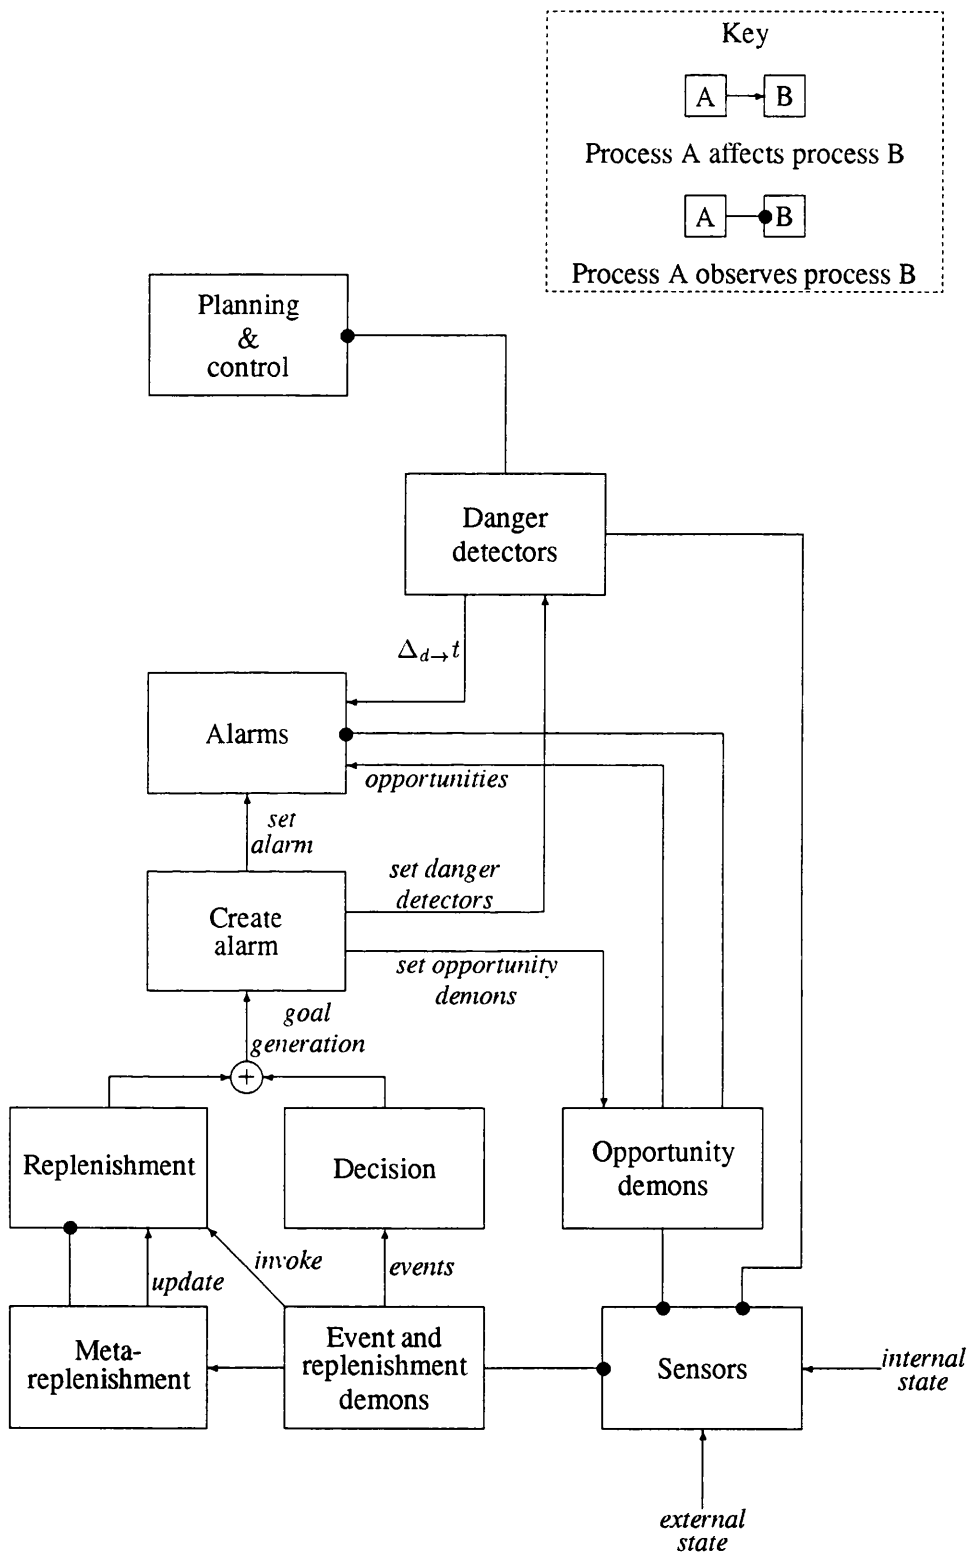 Key
A B
Process A affects process B
A B
Process A observes process B
Planning
&
control
Danger
detectors
Δd→t
Alarms
opportunities
set
alarm
set danger
detectors
Create
alarm
set opportunity
demons
goal
generation
+
Replenishment
Decision
Opportunity
demons
invoke
update
events
Meta-
replenishment
Event and
replenishment
demons
Sensors
internal
state
external
state